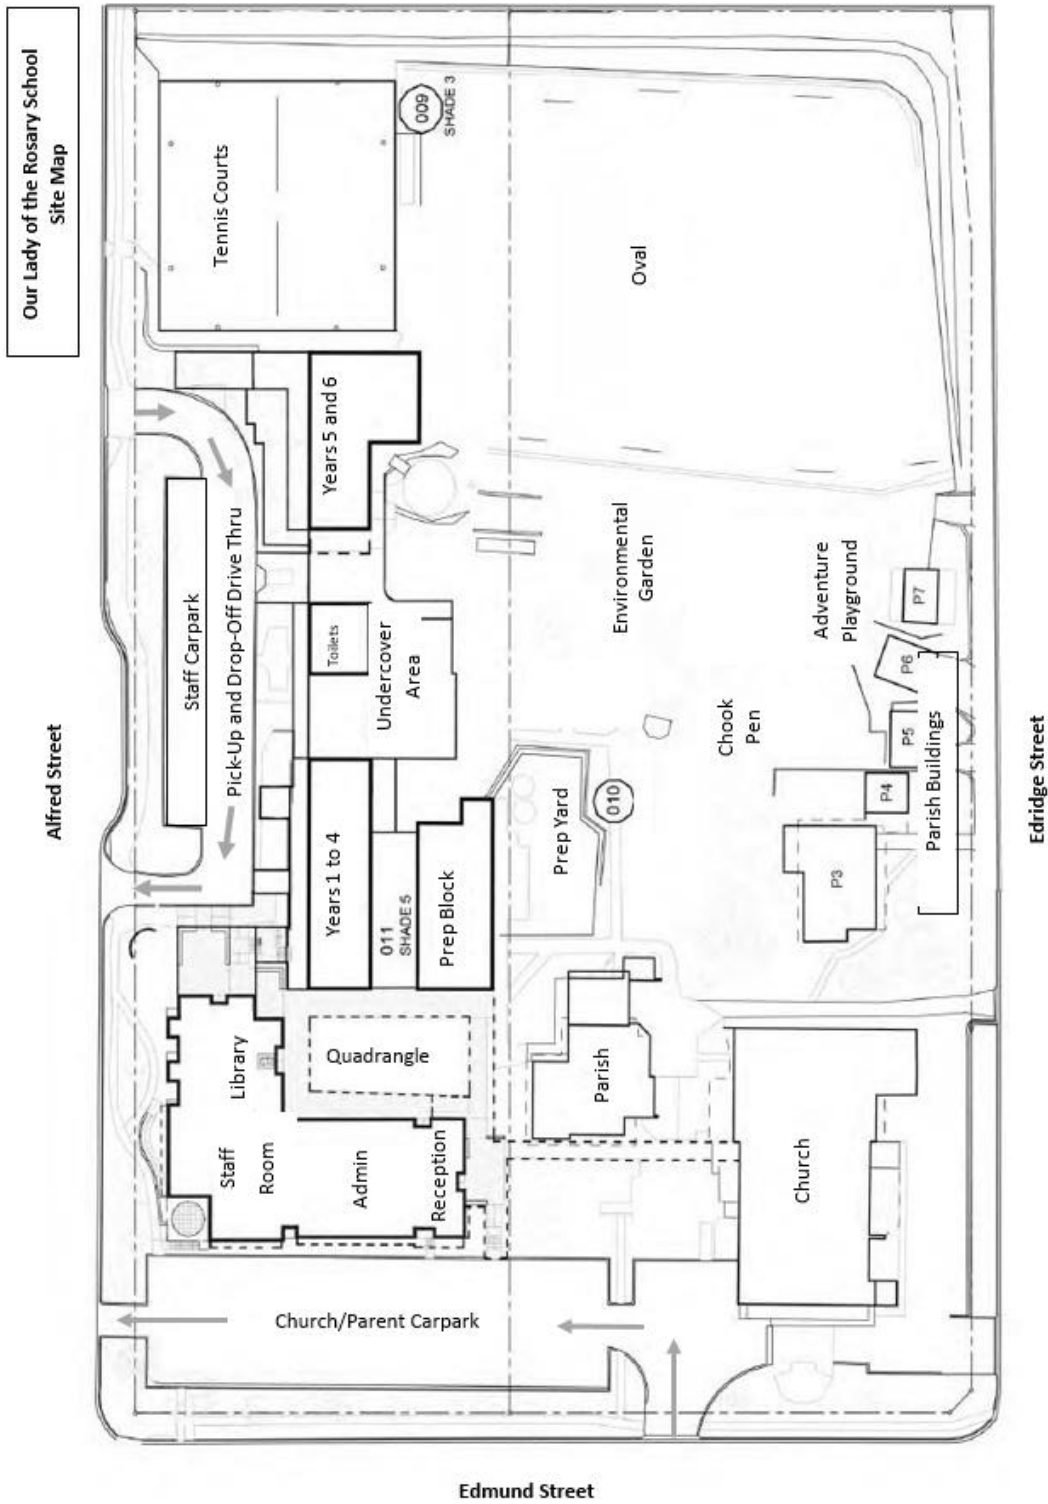 Our Lady of the Rosary School
Site Map
009
SHADE 3
Tennis Courts
Oval
Years 5 and 6
Staff Carpark
Pick-Up and Drop-Off Drive Thru
Toilets
Undercover
Area
Environmental
Garden
Adventure
Playground
P7
P6
P5
P4
P3
Parish Buildings
Chook
Pen
Alfred Street
Edridge Street
Years 1 to 4
011
SHADE 5
Prep Block
Prep Yard
010
Library
Quadrangle
Staff
Room
Admin
Reception
Parish
Church
Church/Parent Carpark
Edmund Street